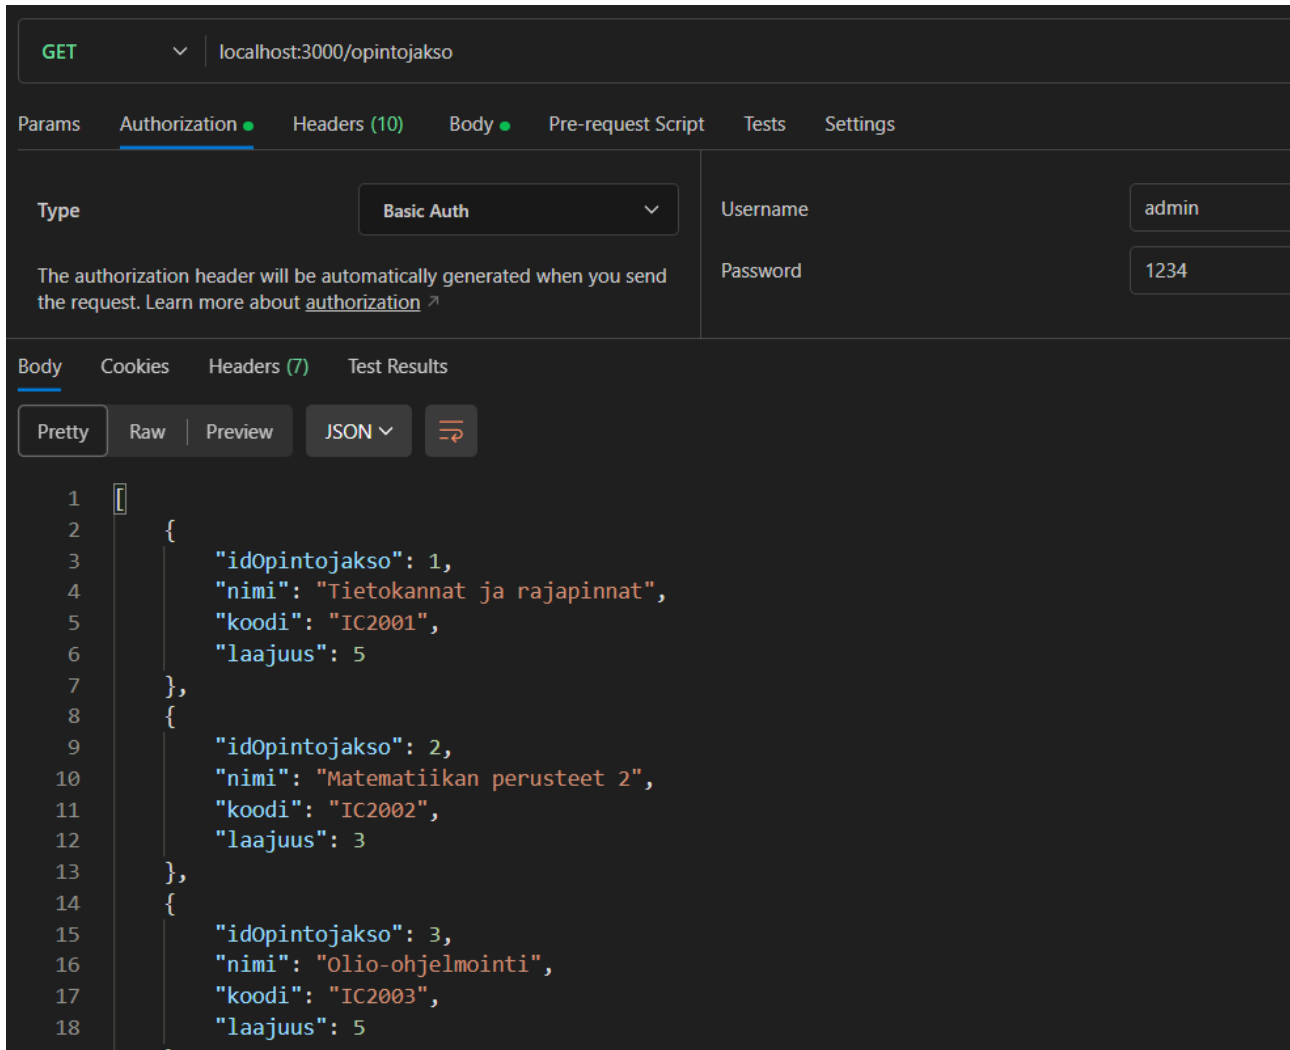 GET localhost:3000/opintojakso
Params Authorization Headers (10) Body Pre-request Script Tests Settings
Type Basic Auth
The authorization header will be automatically generated when you send
the request. Learn more about authorization ↗
Username admin
Password 1234
Body Cookies Headers (7) Test Results
Pretty Raw Preview JSON
1 [
2 {
3 "idOpintojakso": 1,
4 "nimi": "Tietokannat ja rajapinnat",
5 "koodi": "IC2001",
6 "laajuus": 5
7 },
8 {
9 "idOpintojakso": 2,
10 "nimi": "Matematiikan perusteet 2",
11 "koodi": "IC2002",
12 "laajuus": 3
13 },
14 {
15 "idOpintojakso": 3,
16 "nimi": "Olio-ohjelmointi",
17 "koodi": "IC2003",
18 "laajuus": 5